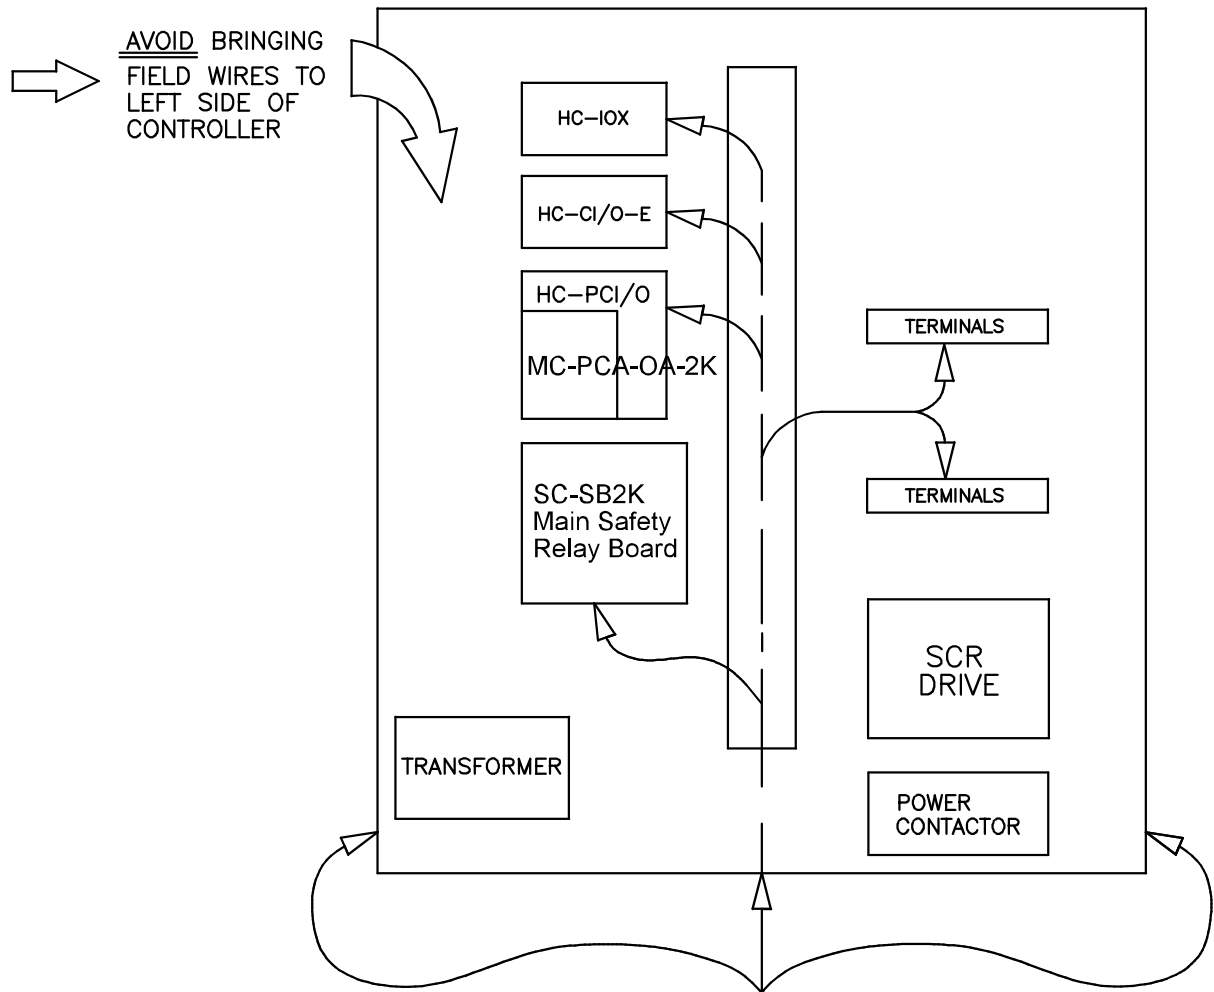 AVOID BRINGING
FIELD WIRES TO
LEFT SIDE OF
CONTROLLER
HC-IOX
HC-CI/O-E
HC-PCI/O
MC-PCA-OA-2K
TERMINALS
SC-SB2K
Main Safety
Relay Board
TERMINALS
SCR
DRIVE
TRANSFORMER
POWER
CONTACTOR